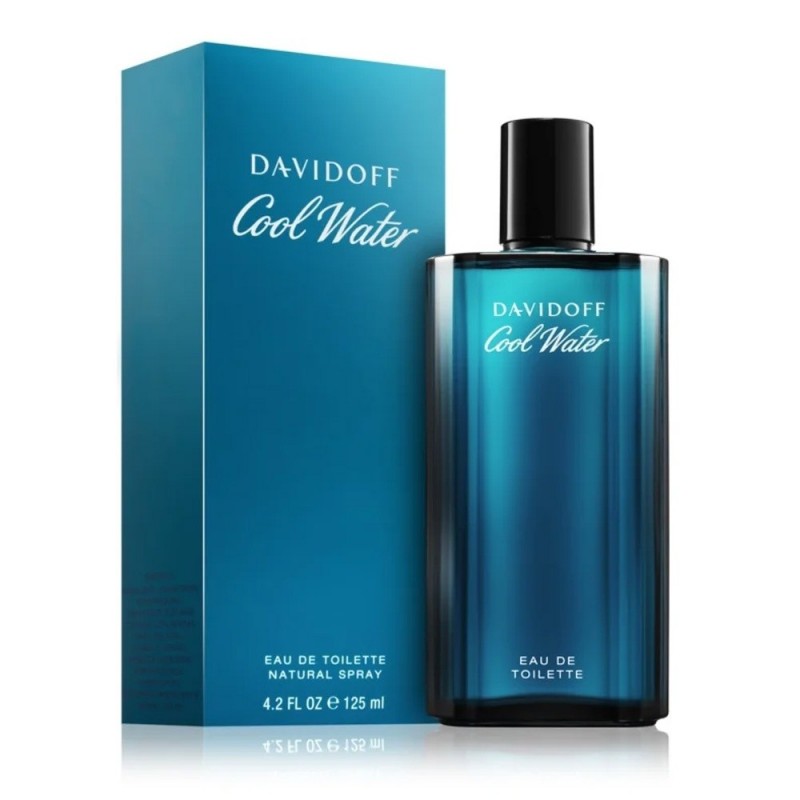 DAVIDOFF
Cool Water
EAU DE TOILETTE
NATURAL SPRAY
4.2 FL OZ ℮ 125 ml
DAVIDOFF
Cool Water
EAU DE
TOILETTE